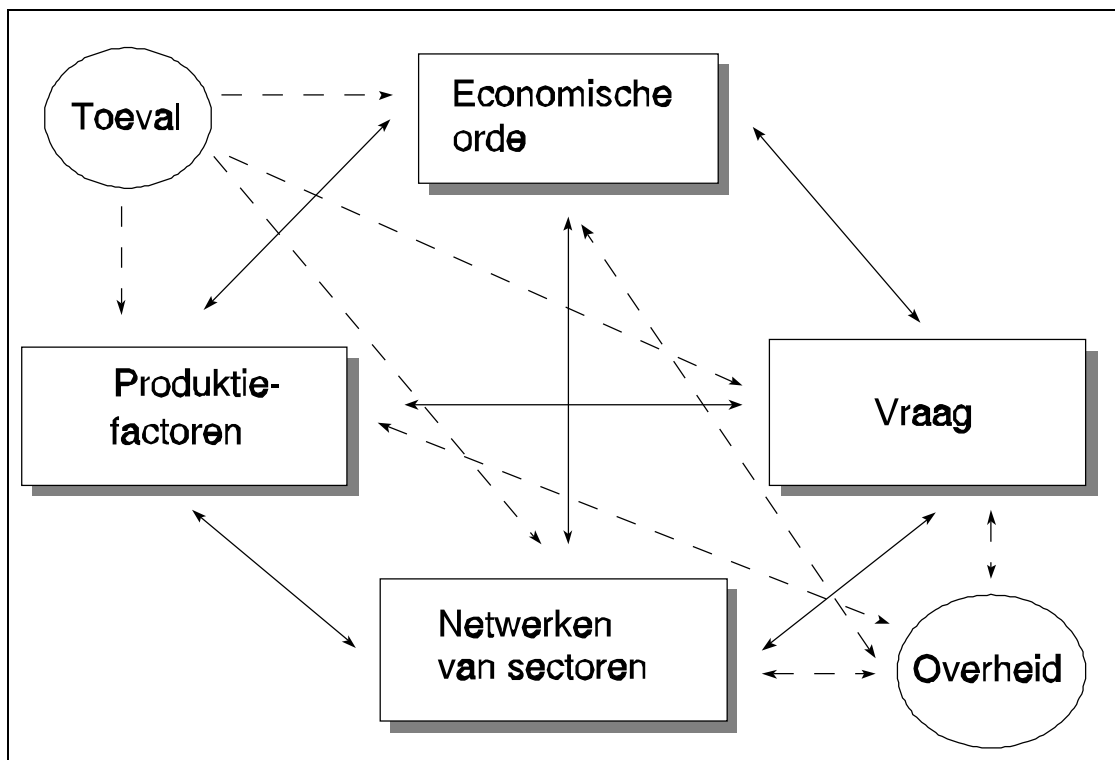 Toeval
Economische
orde
Produktie-
factoren
Vraag
Netwerken
van sectoren
Overheid